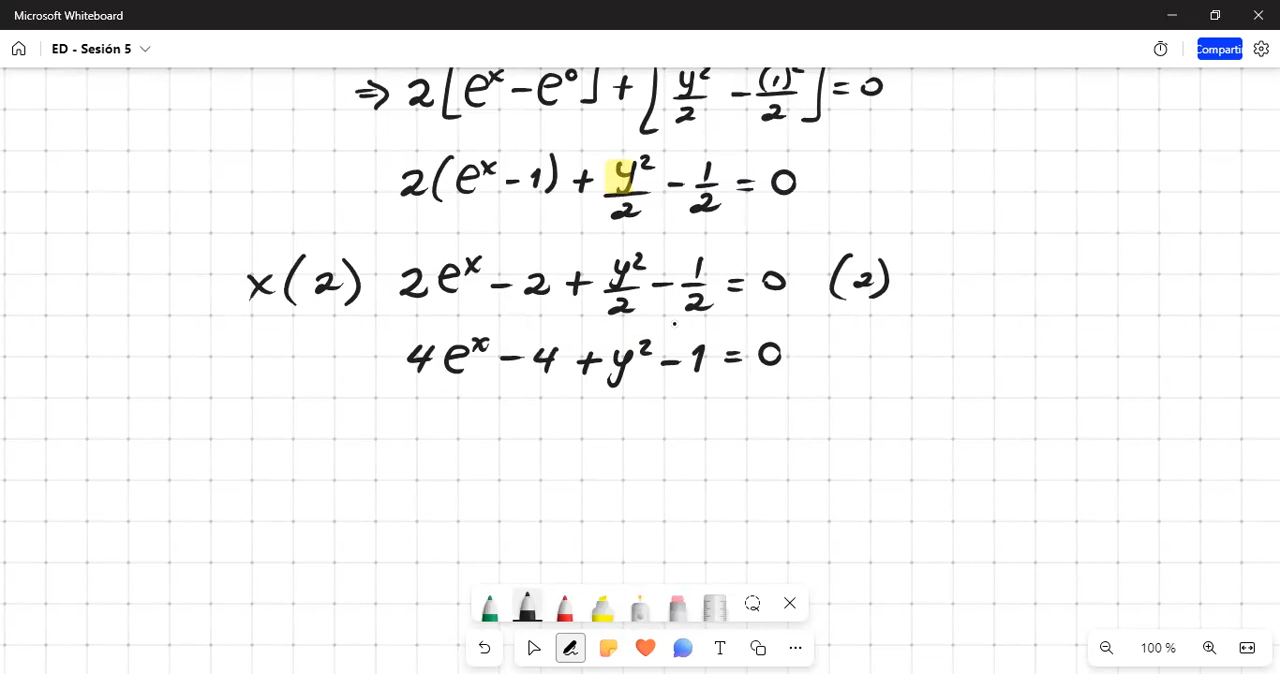 Microsoft Whiteboard
ED - Sesión 5
Compartir
⇒ 2[e^x - e^0] + [y²/2 - (1)²/2] = 0
2(e^x - 1) + y²/2 - 1/2 = 0
x(2) 2e^x - 2 + y²/2 - 1/2 = 0 (2)
4e^x - 4 + y² - 1 = 0
T
100 %